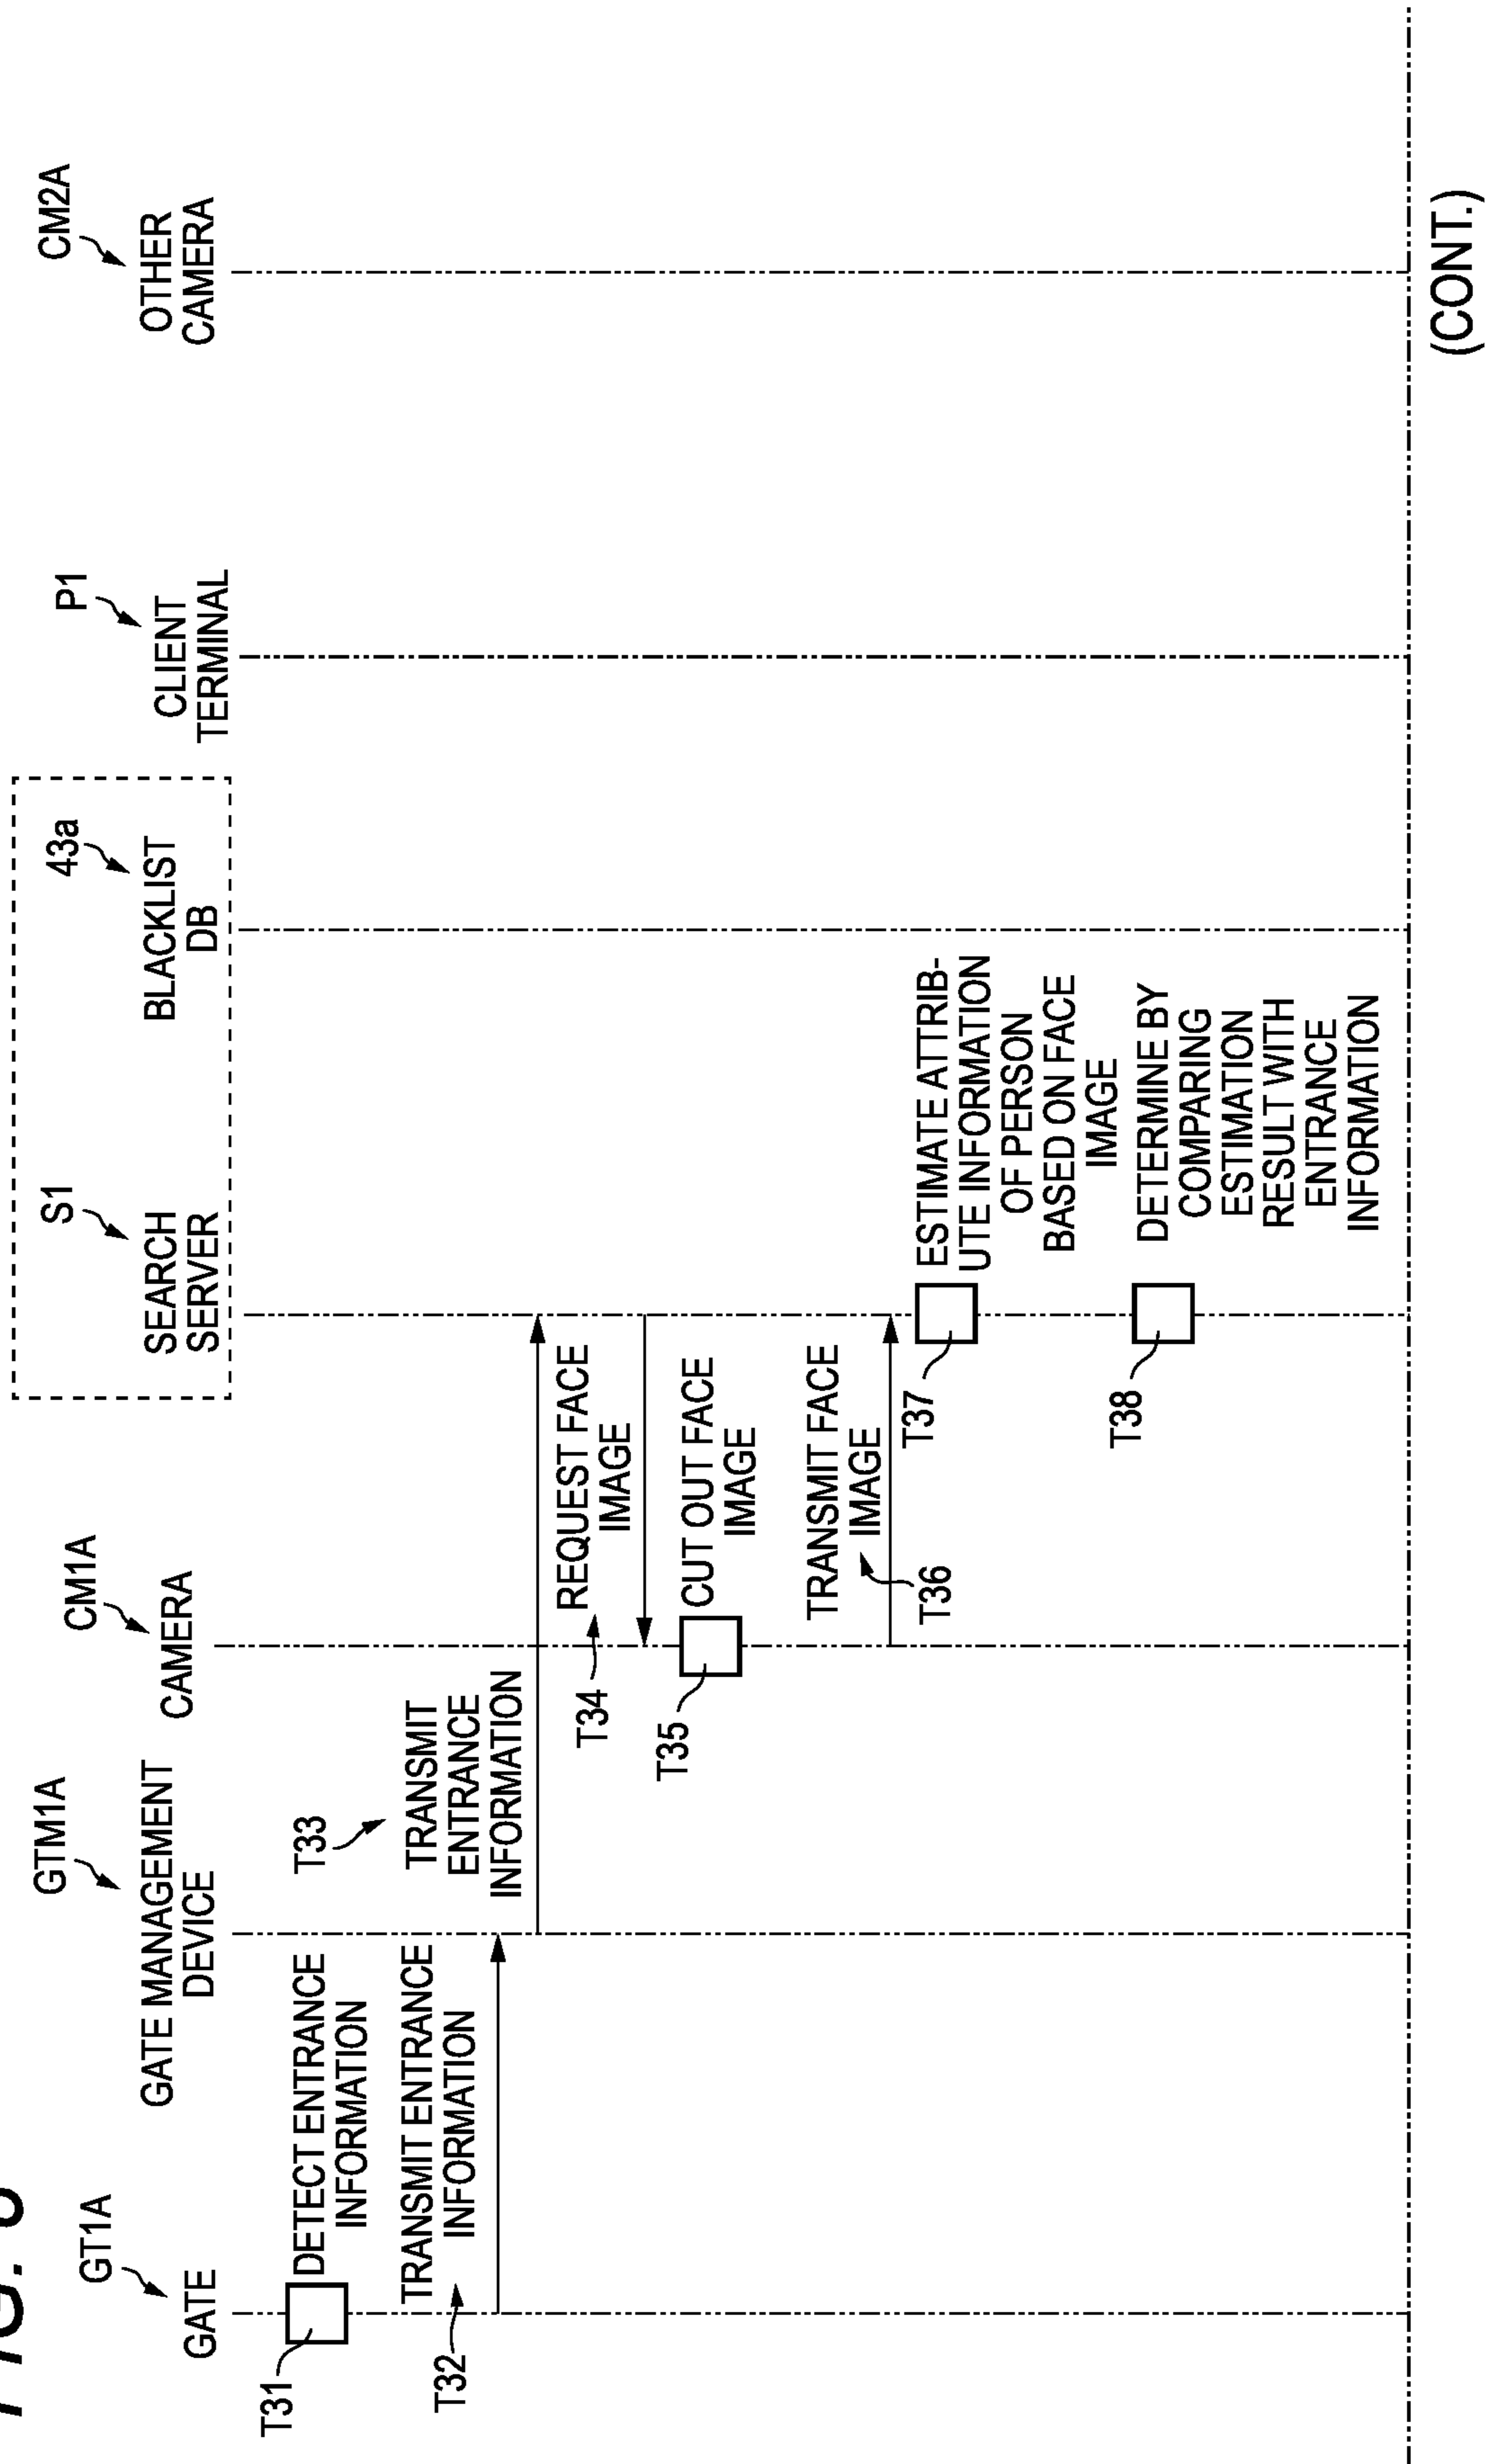 FIG.
GT1A
GATE
GTM1A
GATE MANAGEMENT
DEVICE
CM1A
CAMERA
S1
SEARCH
SERVER
43a
BLACKLIST
DB
P1
CLIENT
TERMINAL
CM2A
OTHER
CAMERA
T31
DETECT ENTRANCE
INFORMATION
T32
TRANSMIT ENTRANCE
INFORMATION
T33
TRANSMIT
ENTRANCE
INFORMATION
T34
REQUEST FACE
IMAGE
T35
CUT OUT FACE
IMAGE
TRANSMIT FACE
IMAGE
T36
T37
ESTIMATE ATTRIB-
UTE INFORMATION
OF PERSON
BASED ON FACE
IMAGE
T38
DETERMINE BY
COMPARING
ESTIMATION
RESULT WITH
ENTRANCE
INFORMATION
(CONT.)